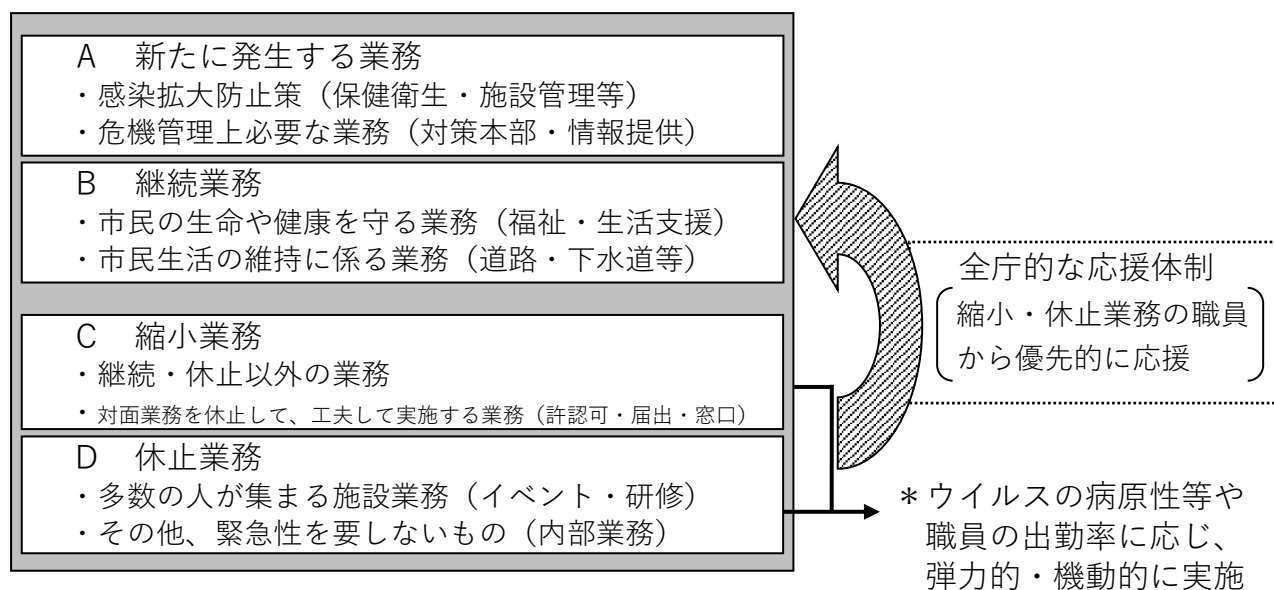 A 新たに発生する業務
・感染拡大防止策（保健衛生・施設管理等）
・危機管理上必要な業務（対策本部・情報提供）
B 継続業務
・市民の生命や健康を守る業務（福祉・生活支援）
・市民生活の維持に係る業務（道路・下水道等）
C 縮小業務
・継続・休止以外の業務
・対面業務を休止して、工夫して実施する業務（許認可・届出・窓口）
D 休止業務
・多数の人が集まる施設業務（イベント・研修）
・その他、緊急性を要しないもの（内部業務）
全庁的な応援体制
縮小・休止業務の職員
から優先的に応援
＊ウイルスの病原性等や
職員の出勤率に応じ、
弾力的・機動的に実施